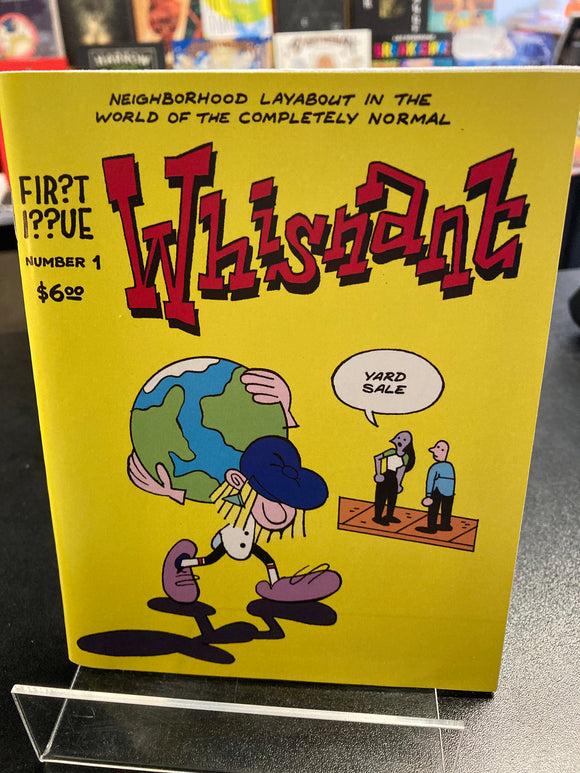 NEIGHBORHOOD LAYABOUT IN THE
WORLD OF THE COMPLETELY NORMAL
FIR?T
I??UE
NUMBER 1
$6.00
Whisnant
YARD
SALE